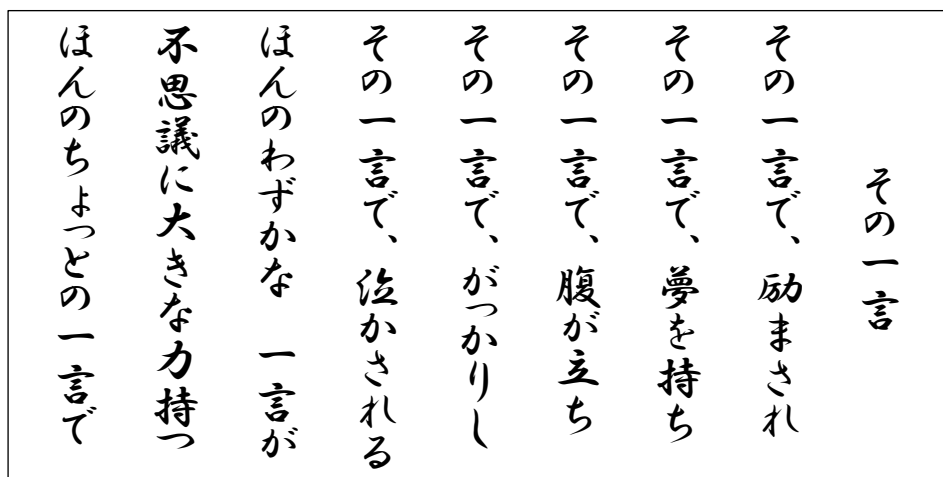 その一言
その一言で、励まされ
その一言で、夢を持ち
その一言で、腹が立ち
その一言で、がっかりし
その一言で、泣かされる
ほんのわずかな　一言が
不思議に大きな力持つ
ほんのちょっとの一言で